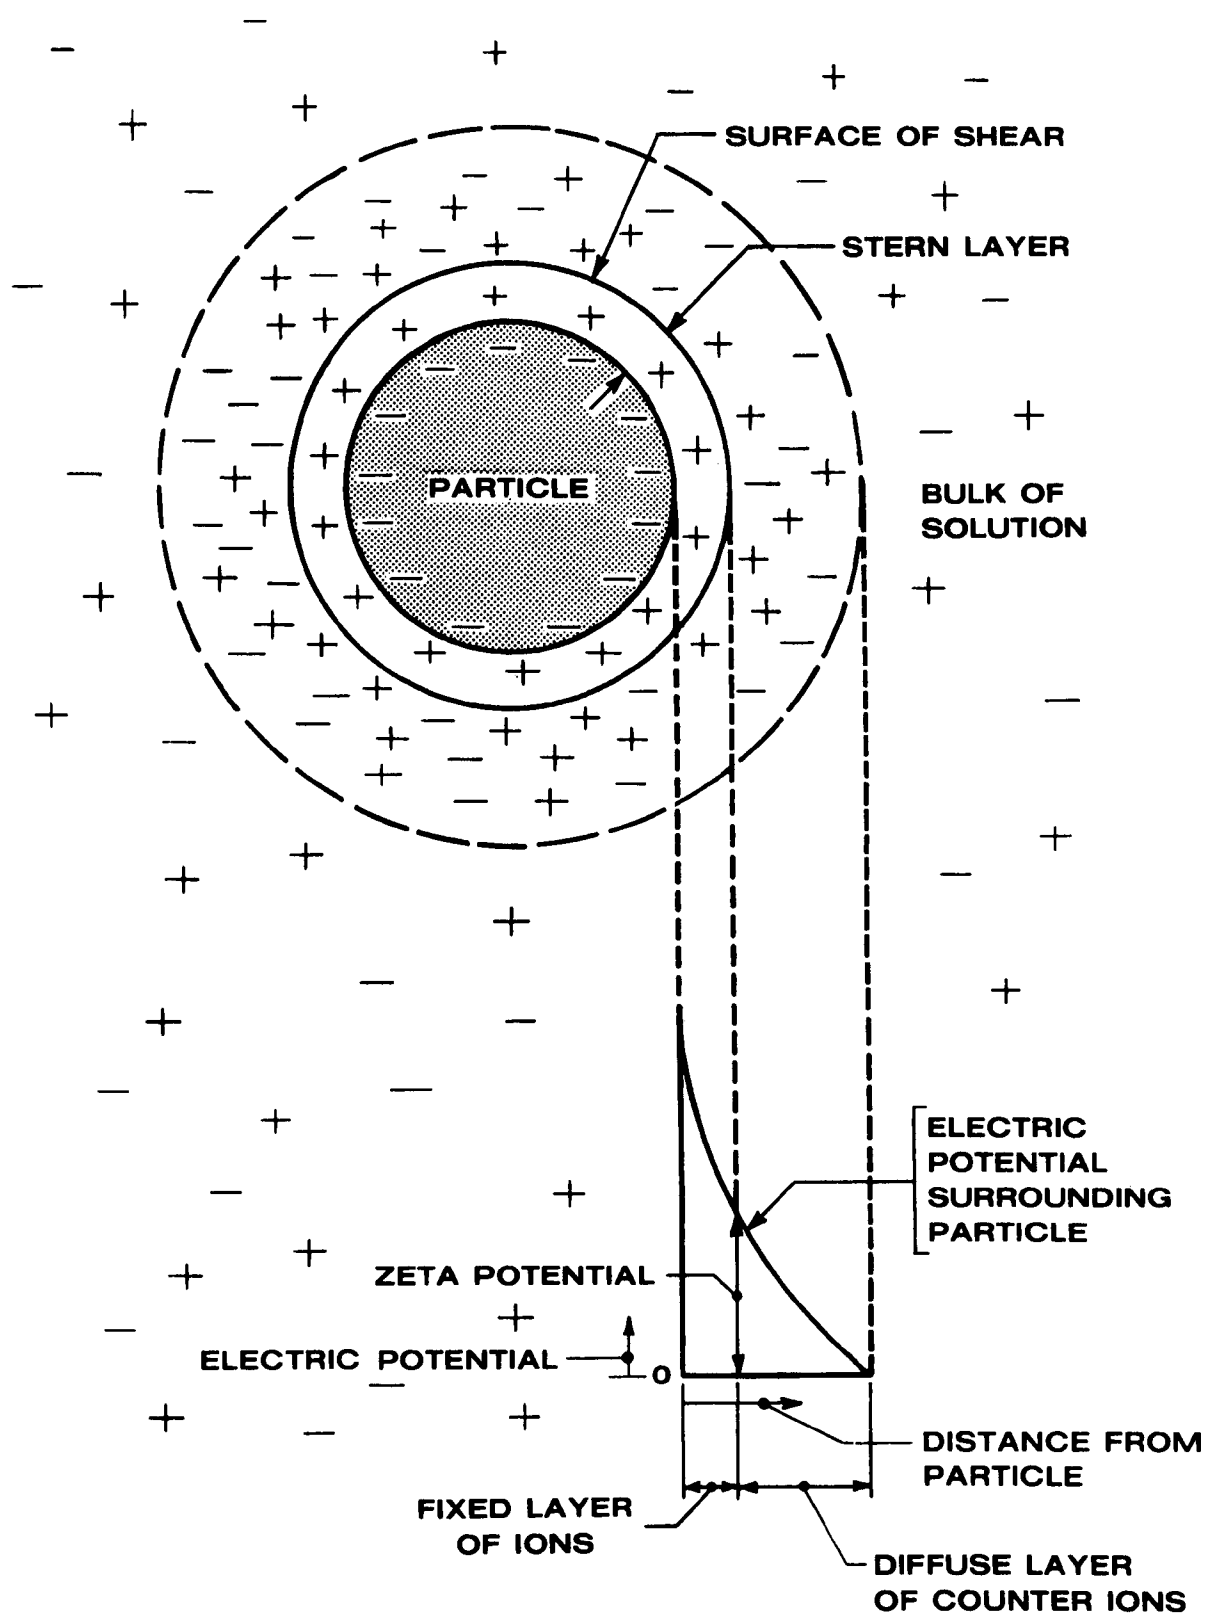 SURFACE OF SHEAR
STERN LAYER
PARTICLE
BULK OF
SOLUTION
ELECTRIC
POTENTIAL
SURROUNDING
PARTICLE
ZETA POTENTIAL
ELECTRIC POTENTIAL
0
DISTANCE FROM
PARTICLE
FIXED LAYER
OF IONS
DIFFUSE LAYER
OF COUNTER IONS